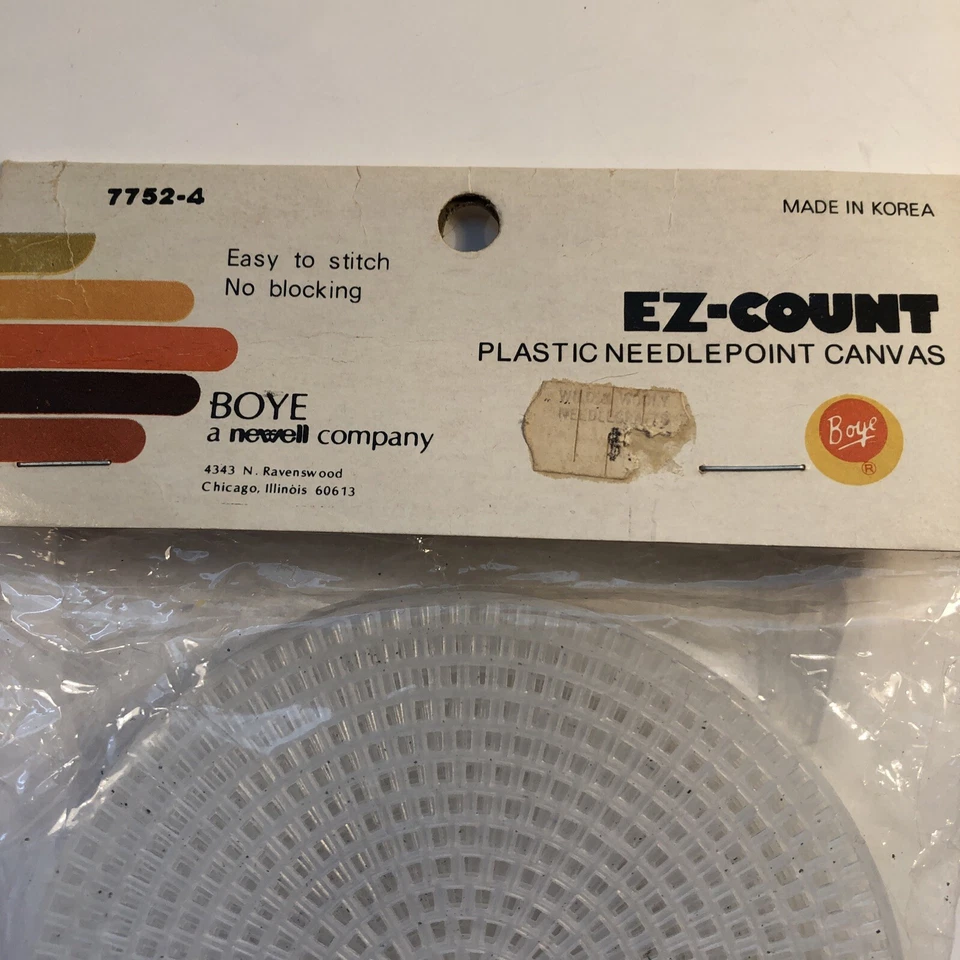 7752-4
MADE IN KOREA
Easy to stitch
No blocking
EZ-COUNT
PLASTIC NEEDLEPOINT CANVAS
BOYE
a newell company
4343 N. Ravenswood
Chicago, Illinois 60613
Boye
®
$